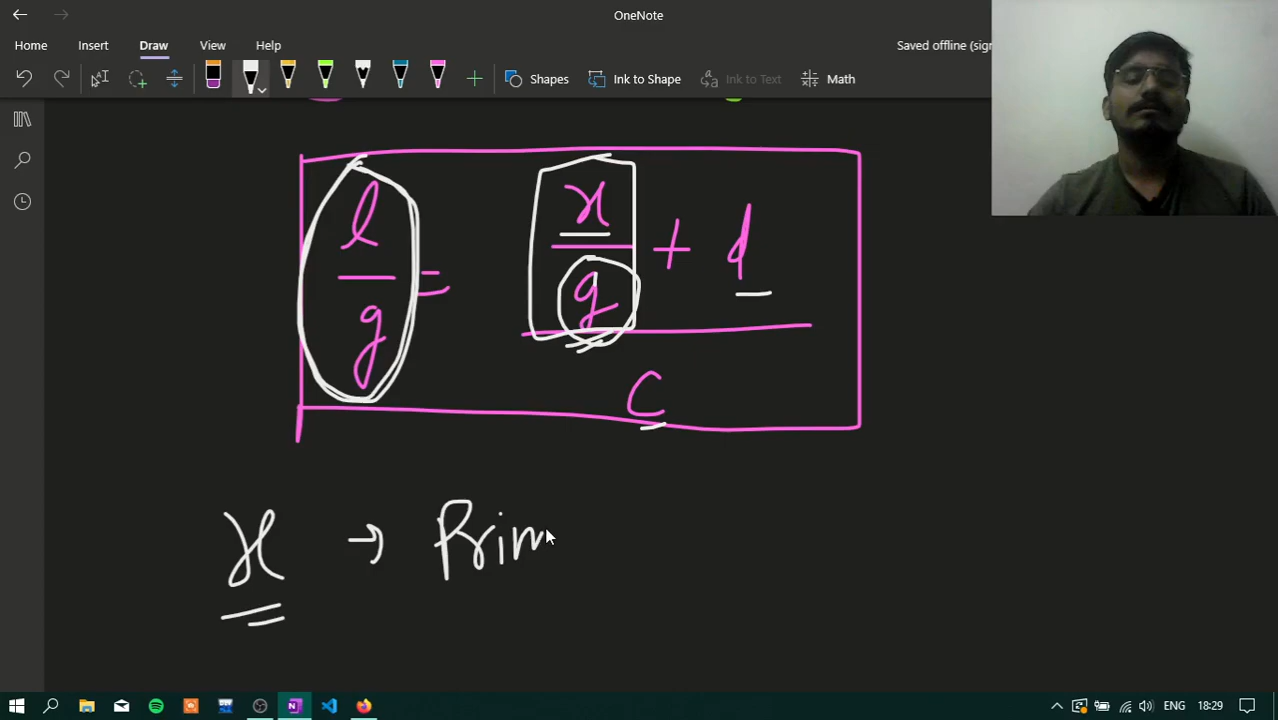 OneNote
Home Insert Draw View Help
Saved offline (sign
Shapes Ink to Shape Ink to Text Math
l/g = (x/g + d)/c
x → Prim
ENG 18:29